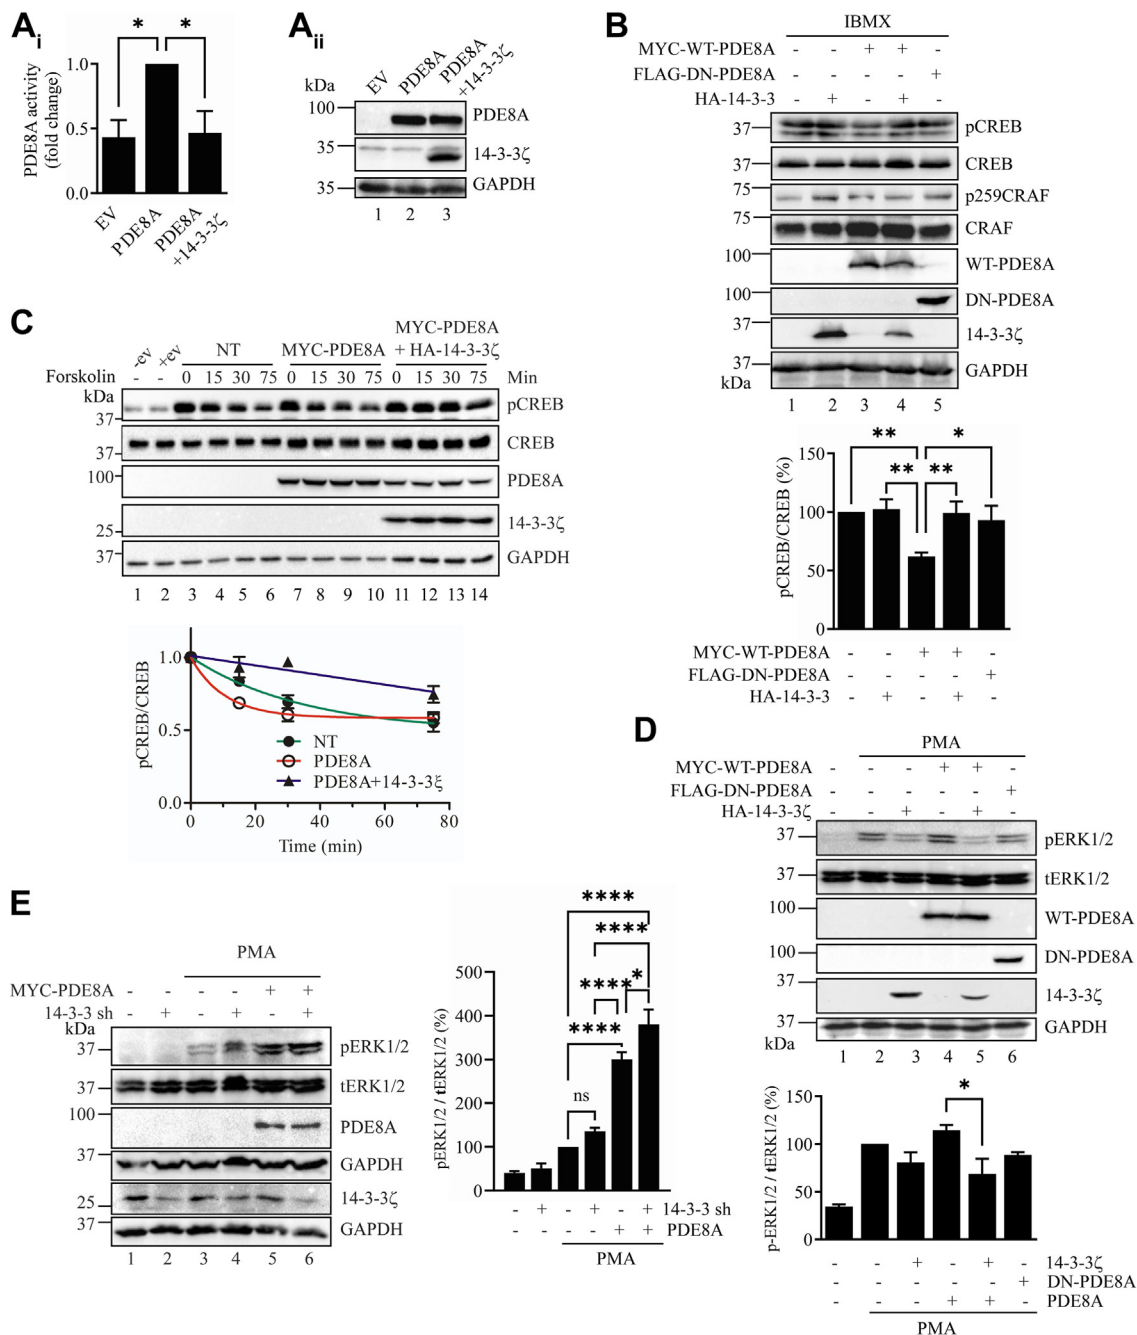 Ai
* *
PDE8A activity
(fold change)
1.0
0.5
0.0
EV
PDE8A
PDE8A
+14-3-3ζ
Aii
kDa
EV
PDE8A
PDE8A
+14-3-3ζ
100 PDE8A
35 14-3-3ζ
35 GAPDH
1 2 3
B
IBMX
MYC-WT-PDE8A - - + + -
FLAG-DN-PDE8A - - - - +
HA-14-3-3 - + - + -
37 pCREB
37 CREB
75 p259CRAF
75 CRAF
100 WT-PDE8A
100 DN-PDE8A
37 14-3-3ζ
37 GAPDH
kDa
1 2 3 4 5
** *
** **
pCREB/CREB (%)
150
100
50
0
MYC-WT-PDE8A - - + + -
FLAG-DN-PDE8A - - - - +
HA-14-3-3 - + - + -
C
-ev +ev NT MYC-PDE8A MYC-PDE8A
+ HA-14-3-3ζ
Forskolin - - 0 15 30 75 0 15 30 75 0 15 30 75 Min
kDa
37 pCREB
37 CREB
100 PDE8A
25 14-3-3ζ
37 GAPDH
1 2 3 4 5 6 7 8 9 10 11 12 13 14
pCREB/CREB
1.0
0.5
0.0
NT
PDE8A
PDE8A+14-3-3ξ
0 20 40 60 80
Time (min)
D
PMA
MYC-WT-PDE8A - - - + + -
FLAG-DN-PDE8A - - - - - +
HA-14-3-3ζ - - + - + -
37 pERK1/2
37 tERK1/2
100 WT-PDE8A
100 DN-PDE8A
37 14-3-3ζ
37 GAPDH
kDa
1 2 3 4 5 6
*
p-ERK1/2 / tERK1/2 (%)
150
100
50
0
- - + - + - 14-3-3ζ
- - - - - + DN-PDE8A
- - - + + - PDE8A
PMA
E
PMA
MYC-PDE8A - - - - + +
14-3-3 sh - + - + - +
kDa
37 pERK1/2
37 tERK1/2
100 PDE8A
37 GAPDH
25 14-3-3ζ
37 GAPDH
1 2 3 4 5 6
****
****
**** *
****
ns
pERK1/2 / tERK1/2 (%)
500
400
300
200
100
0
- + - + - + 14-3-3 sh
- - - - + + PDE8A
PMA